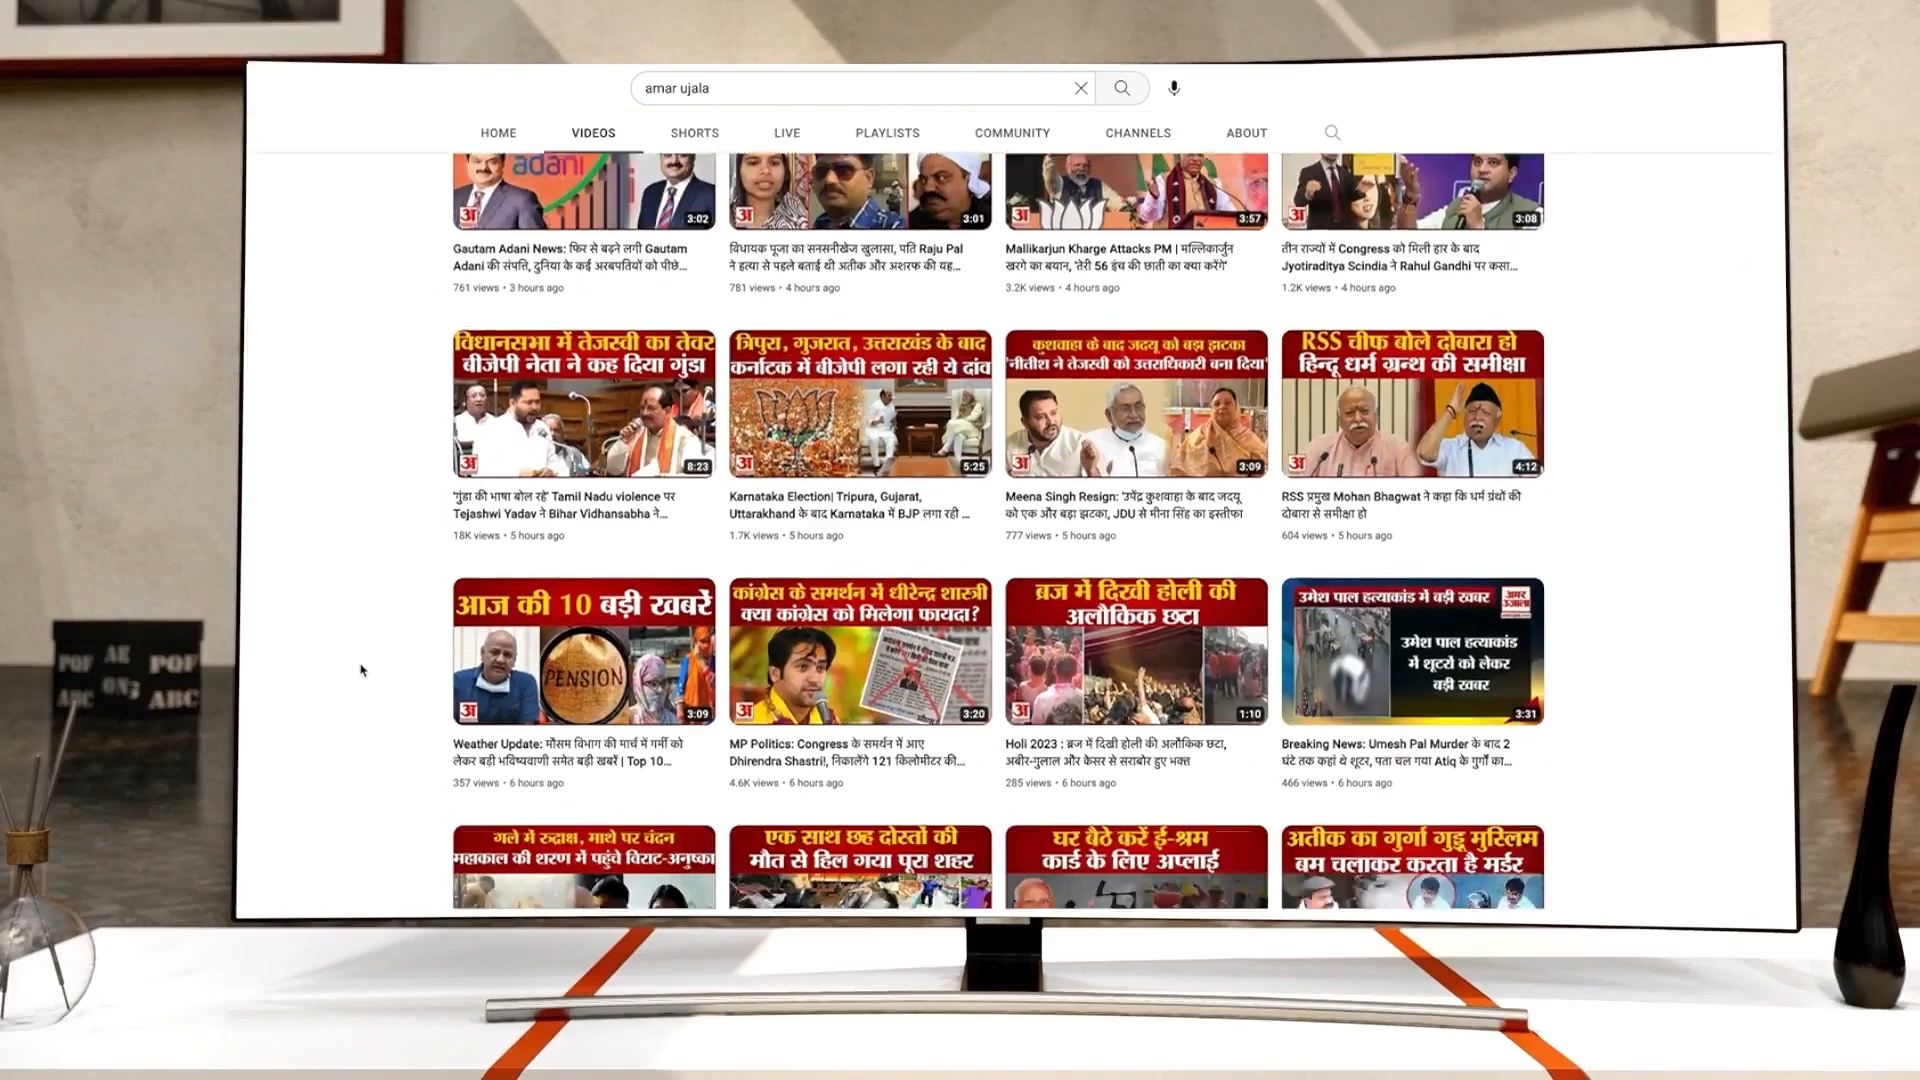 amar ujala
HOME VIDEOS SHORTS LIVE PLAYLISTS COMMUNITY CHANNELS ABOUT
adani
अ 3:02
अ 3:01
अ 3:57
अ 3:08
Gautam Adani News: फिर से बढ़ने लगी Gautam
Adani की संपत्ति, दुनिया के कई अरबपतियों को पीछे...
761 views • 3 hours ago
विधायक पूजा का सनसनीखेज खुलासा, पति Raju Pal
ने हत्या से पहले बताई थी अतीक और अशरफ की यह...
781 views • 4 hours ago
Mallikarjun Kharge Attacks PM | मल्लिकार्जुन
खरगे का बयान, 'तेरी 56 इंच की छाती का क्या करेंगे'
3.2K views • 4 hours ago
तीन राज्यों में Congress को मिली हार के बाद
Jyotiraditya Scindia ने Rahul Gandhi पर कसा...
1.2K views • 4 hours ago
विधानसभा में तेजस्वी का तेवर
बीजेपी नेता ने कह दिया गुंडा
अ 8:23
त्रिपुरा, गुजरात, उत्तराखंड के बाद
कर्नाटक में बीजेपी लगा रही ये दांव
अ 5:25
कुशवाहा के बाद जदयू को बड़ा झटका
'नीतीश ने तेजस्वी को उत्तराधिकारी बना दिया'
अ 3:09
RSS चीफ बोले दोबारा हो
हिन्दू धर्म ग्रन्थ की समीक्षा
अ 4:12
'गुंडा की भाषा बोल रहे' Tamil Nadu violence पर
Tejashwi Yadav ने Bihar Vidhansabha ने...
18K views • 5 hours ago
Karnataka Election| Tripura, Gujarat,
Uttarakhand के बाद Karnataka में BJP लगा रही ...
1.7K views • 5 hours ago
Meena Singh Resign: 'उपेंद्र कुशवाहा के बाद जदयू
को एक और बड़ा झटका, JDU से मीना सिंह का इस्तीफा
777 views • 5 hours ago
RSS प्रमुख Mohan Bhagwat ने कहा कि धर्म ग्रंथों की
दोबारा से समीक्षा हो
604 views • 5 hours ago
आज की 10 बड़ी खबरें
PENSION
अ 3:09
कांग्रेस के समर्थन में धीरेन्द्र शास्त्री
क्या कांग्रेस को मिलेगा फायदा?
अ 3:20
ब्रज में दिखी होली की
अलौकिक छटा
अ 1:10
उमेश पाल हत्याकांड में बड़ी खबर
अमर उजाला
उमेश पाल हत्याकांड
में शूटरों को लेकर
बड़ी खबर
3:31
Weather Update: मौसम विभाग की मार्च में गर्मी को
लेकर बड़ी भविष्यवाणी समेत बड़ी खबरें | Top 10...
357 views • 6 hours ago
MP Politics: Congress के समर्थन में आए
Dhirendra Shastri!, निकालेंगे 121 किलोमीटर की...
4.6K views • 6 hours ago
Holi 2023 : ब्रज में दिखी होली की अलौकिक छटा,
अबीर-गुलाल और केसर से सराबोर हुए भक्त
285 views • 6 hours ago
Breaking News: Umesh Pal Murder के बाद 2
घंटे तक कहां थे शूटर, पता चल गया Atiq के गुर्गों का...
466 views • 6 hours ago
गले में रुद्राक्ष, माथे पर चंदन
महाकाल की शरण में पहुंचे विराट-अनुष्का
एक साथ छह दोस्तों की
मौत से हिल गया पूरा शहर
घर बैठे करें ई-श्रम
कार्ड के लिए अप्लाई
अतीक का गुर्गा गुड्डू मुस्लिम
बम चलाकर करता है मर्डर
PQF AE PQF
ABC ABC